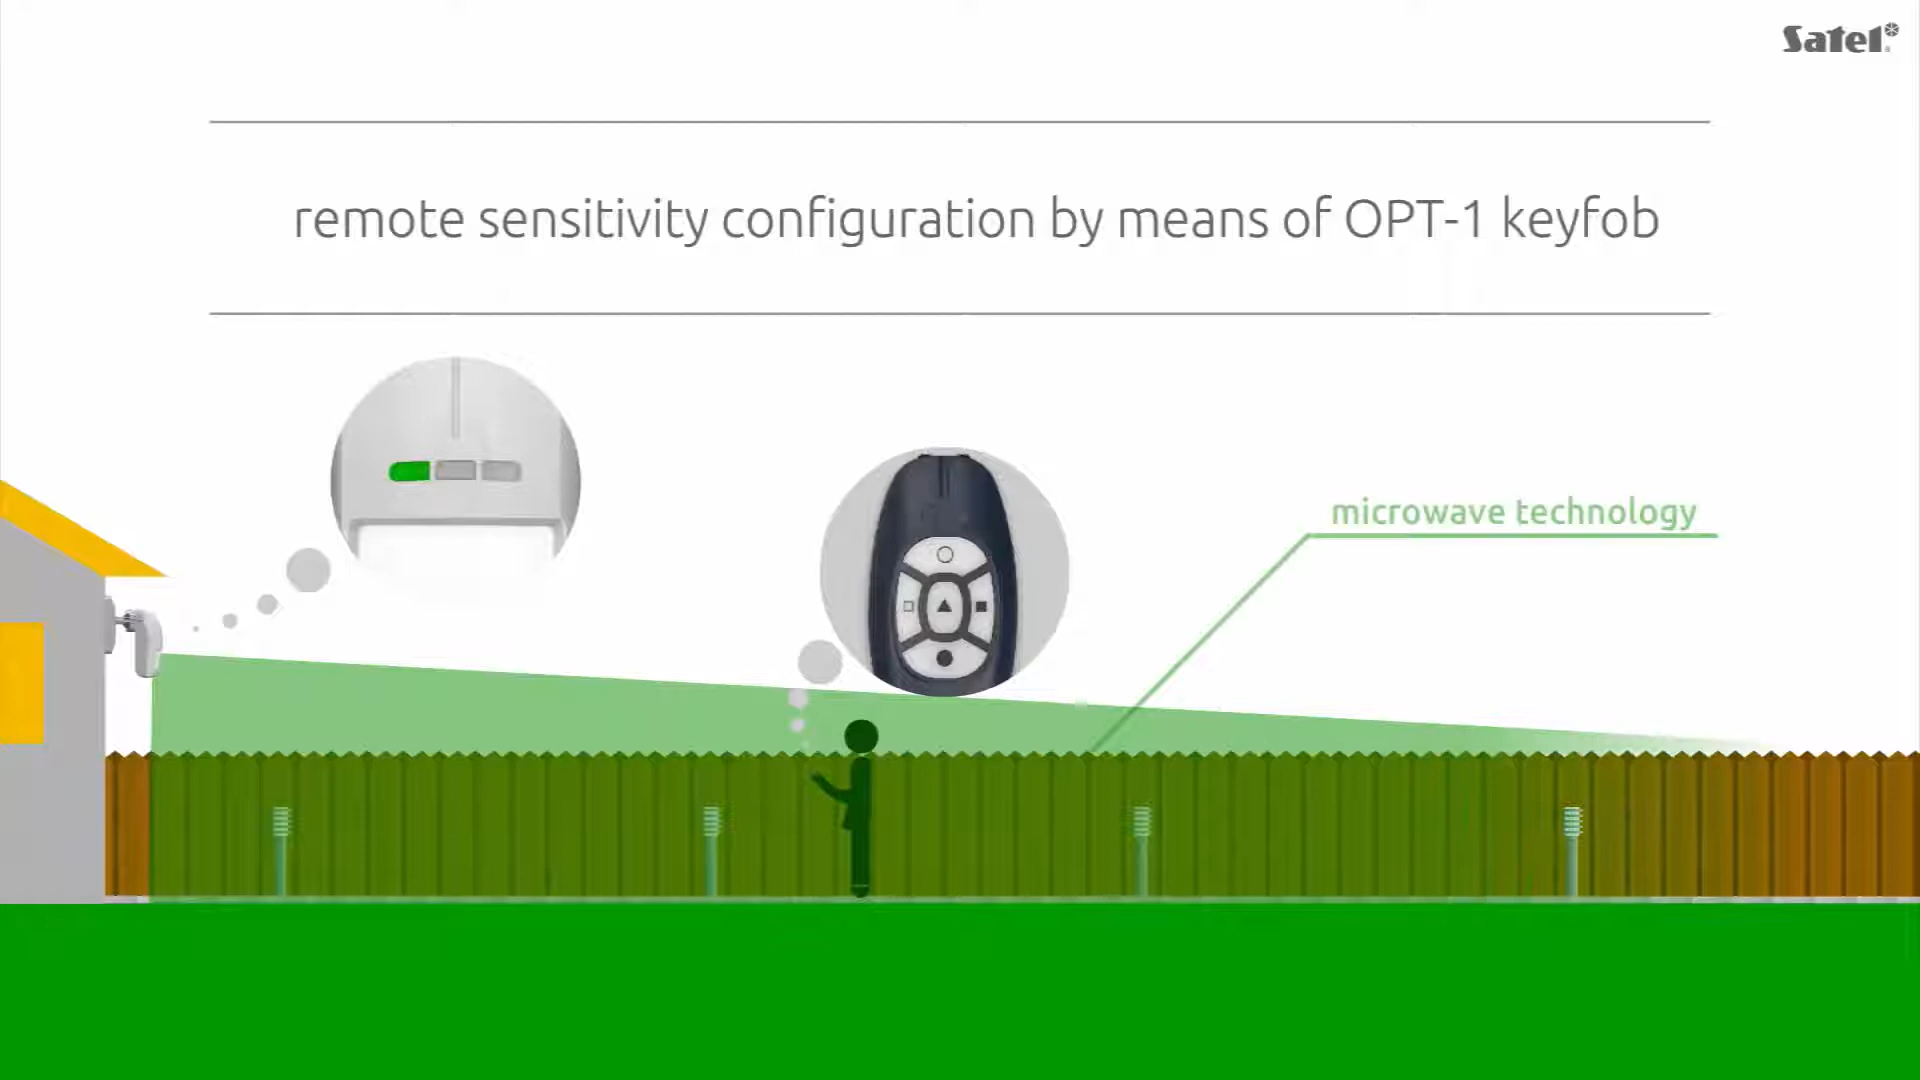 Satel
remote sensitivity configuration by means of OPT-1 keyfob
microwave technology